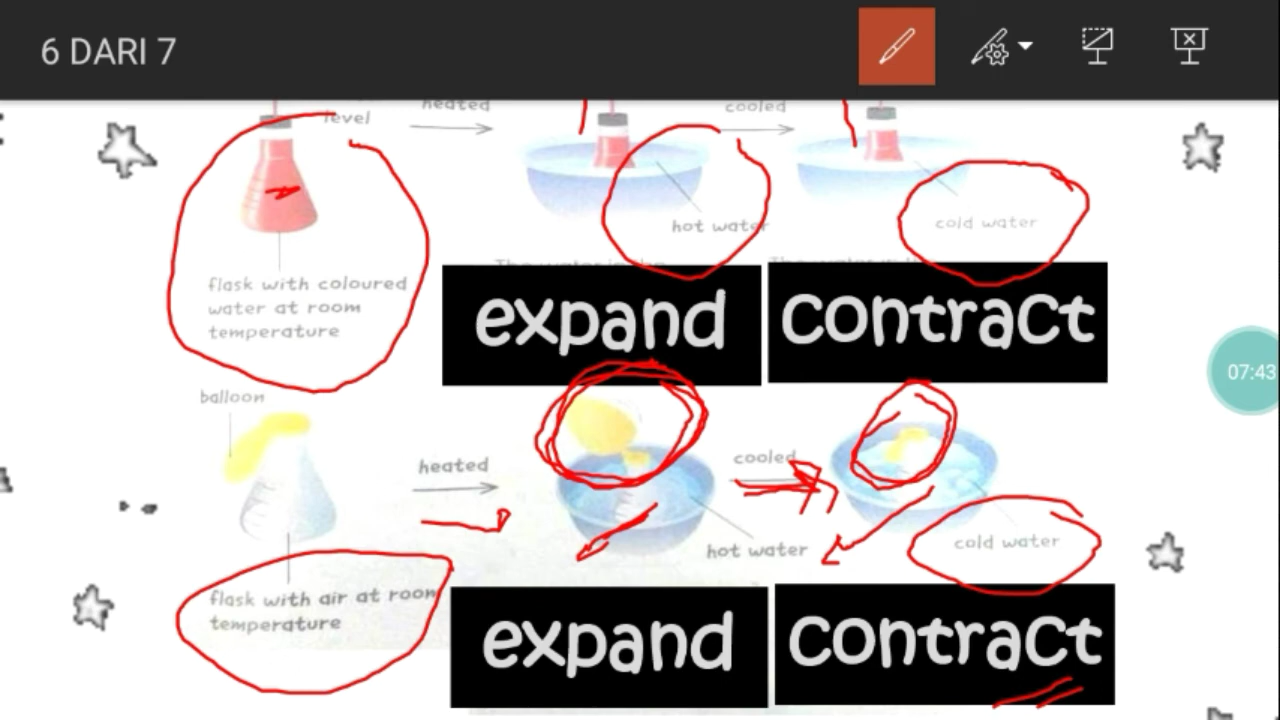 6 DARI 7
level
heated
cooled
hot water
cold water
flask with coloured
water at room
temperature
expand
contract
balloon
heated
cooled
hot water
cold water
flask with air at room
temperature
expand
contract
07:43